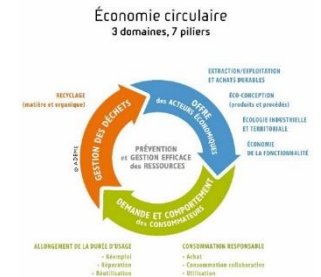 Économie circulaire
3 domaines, 7 piliers
EXTRACTION/EXPLOITATION
ET ACHATS DURABLES
RECYCLAGE
(matière et organique)
ÉCO-CONCEPTION
(produits et procédés)
ÉCOLOGIE INDUSTRIELLE
ET TERRITORIALE
ÉCONOMIE
DE LA FONCTIONNALITÉ
OFFRE
des ACTEURS ÉCONOMIQUES
GESTION DES DÉCHETS
PRÉVENTION
et GESTION EFFICACE
des RESSOURCES
© ADEME
DEMANDE ET COMPORTEMENT
des CONSOMMATEURS
ALLONGEMENT DE LA DURÉE D'USAGE
- Réemploi
- Réparation
- Réutilisation
CONSOMMATION RESPONSABLE
- Achat
- Consommation collaborative
- Utilisation